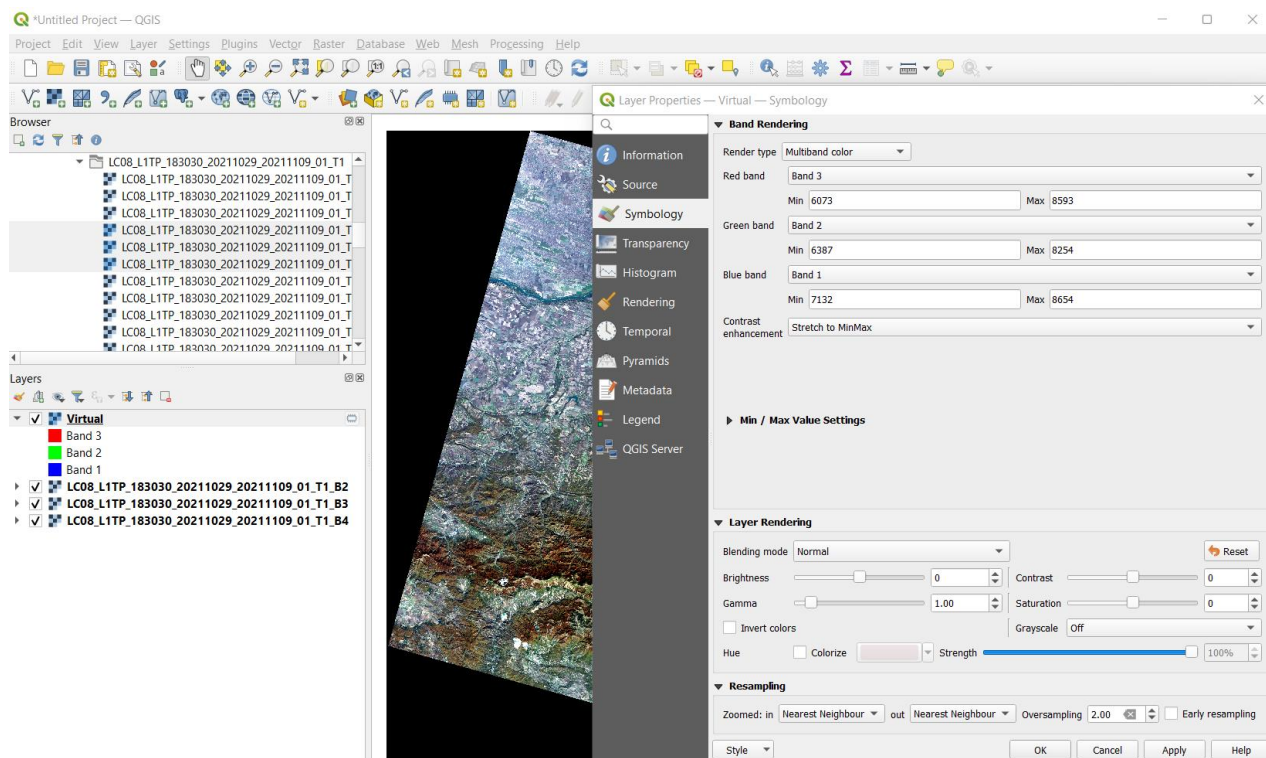 *Untitled Project — QGIS
Project Edit View Layer Settings Plugins Vector Raster Database Web Mesh Processing Help
Browser
LC08_L1TP_183030_20211029_20211109_01_T1
LC08_L1TP_183030_20211029_20211109_01_T
LC08_L1TP_183030_20211029_20211109_01_T
LC08_L1TP_183030_20211029_20211109_01_T
LC08_L1TP_183030_20211029_20211109_01_T
LC08_L1TP_183030_20211029_20211109_01_T
LC08_L1TP_183030_20211029_20211109_01_T
LC08_L1TP_183030_20211029_20211109_01_T
LC08_L1TP_183030_20211029_20211109_01_T
LC08_L1TP_183030_20211029_20211109_01_T
LC08_L1TP_183030_20211029_20211109_01_T
LC08_L1TP_183030_20211029_20211109_01_T
Layers
Virtual
Band 3
Band 2
Band 1
LC08_L1TP_183030_20211029_20211109_01_T1_B2
LC08_L1TP_183030_20211029_20211109_01_T1_B3
LC08_L1TP_183030_20211029_20211109_01_T1_B4
Layer Properties — Virtual — Symbology
Information
Source
Symbology
Transparency
Histogram
Rendering
Temporal
Pyramids
Metadata
Legend
QGIS Server
Band Rendering
Render type Multiband color
Red band Band 3
Min 6073 Max 8593
Green band Band 2
Min 6387 Max 8254
Blue band Band 1
Min 7132 Max 8654
Contrast
enhancement Stretch to MinMax
Min / Max Value Settings
Layer Rendering
Blending mode Normal Reset
Brightness 0 Contrast 0
Gamma 1.00 Saturation 0
Invert colors Grayscale Off
Hue Colorize Strength 100%
Resampling
Zoomed: in Nearest Neighbour out Nearest Neighbour Oversampling 2.00 Early resampling
Style OK Cancel Apply Help